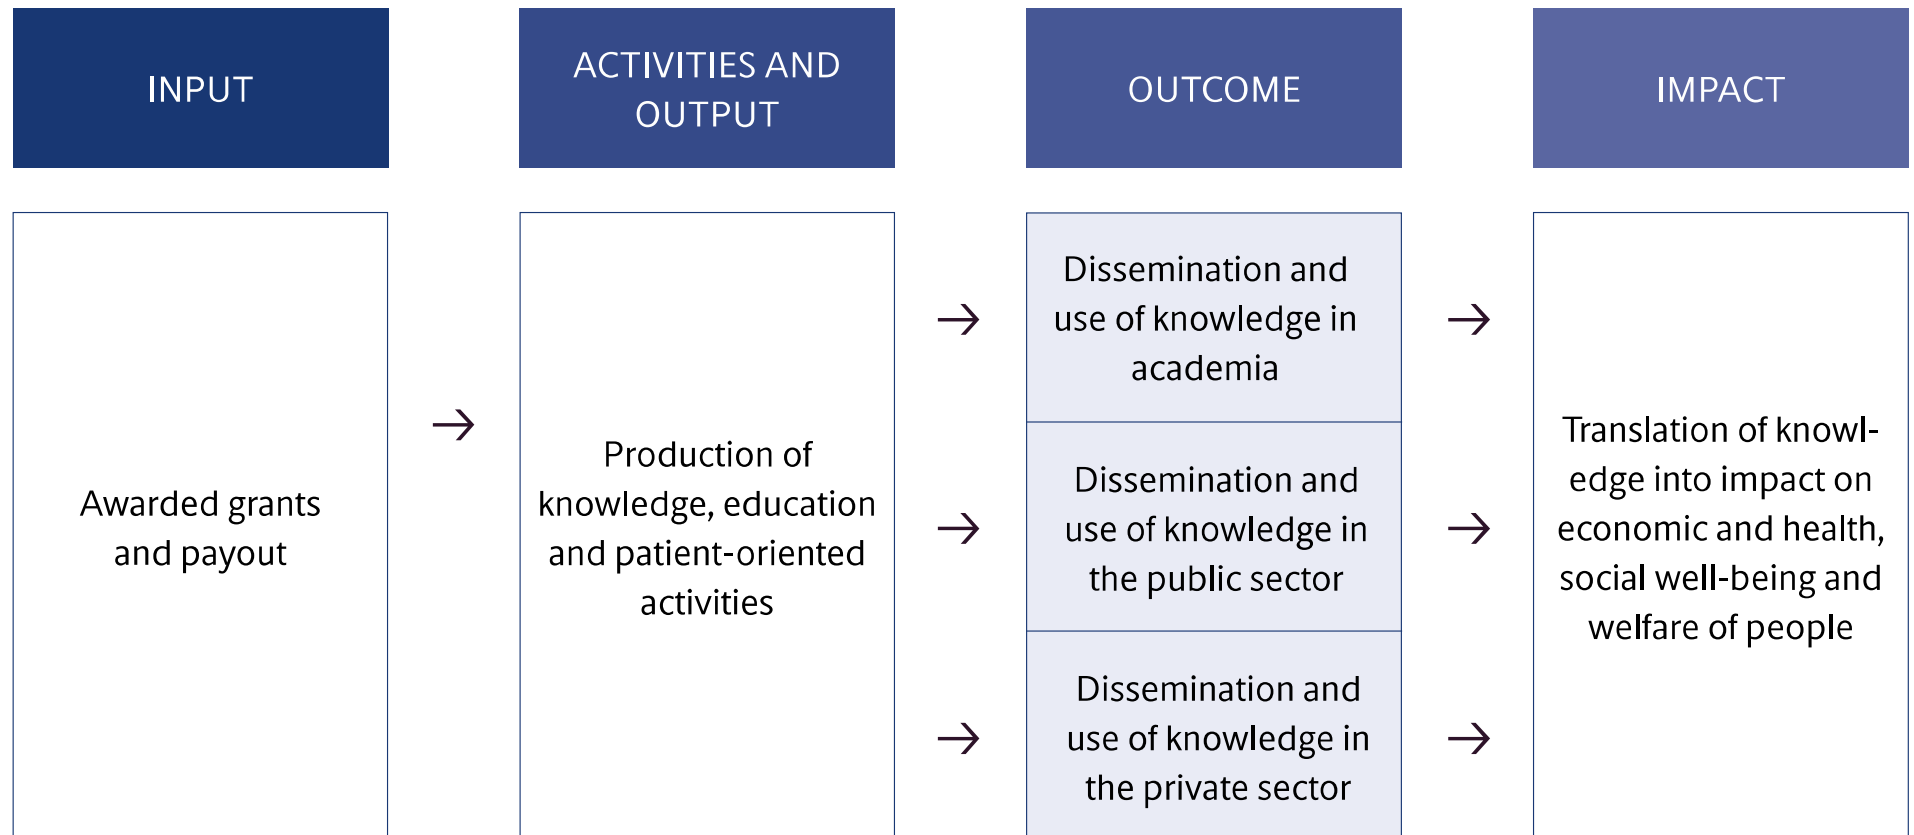 INPUT
ACTIVITIES AND
OUTPUT
OUTCOME
IMPACT
Awarded grants
and payout
→
Production of
knowledge, education
and patient-oriented
activities
→
Dissemination and
use of knowledge in
academia
→
→
Dissemination and
use of knowledge in
the public sector
→
→
Dissemination and
use of knowledge in
the private sector
→
Translation of knowl-
edge into impact on
economic and health,
social well-being and
welfare of people